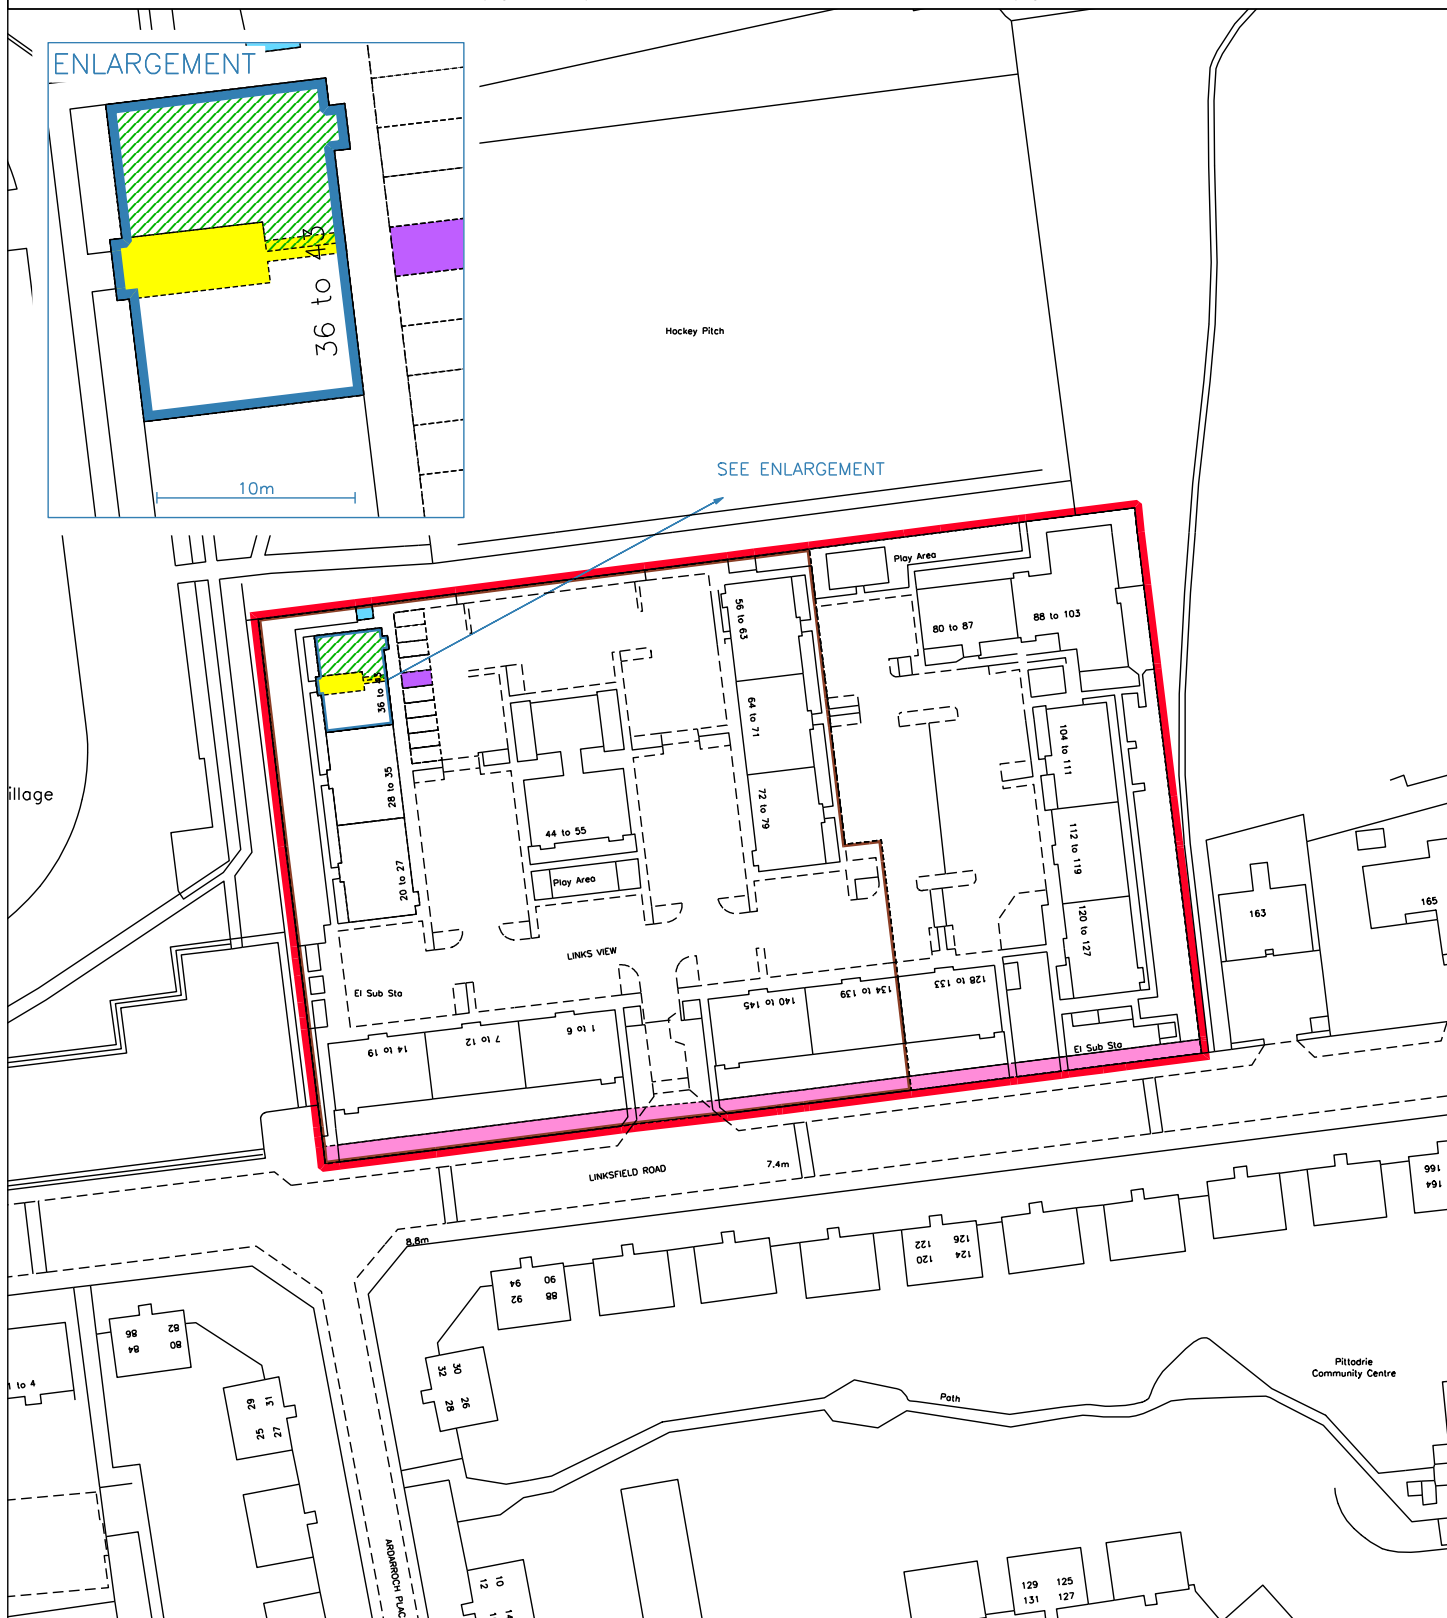 ENLARGEMENT
36 to 43
10m
Hockey Pitch
SEE ENLARGEMENT
Play Area
56 to 63
80 to 87
88 to 103
36 to
64 to 71
104 to 111
illage
28 to 35
72 to 79
44 to 55
112 to 119
Play Area
20 to 27
163
165
120 to 127
LINKS VIEW
El Sub Sta
128 to 133
134 to 139
140 to 145
1 to 6
7 to 12
14 to 19
El Sub Sta
LINKSFIELD ROAD
7.4m
166
164
8.8m
122
126
120
124
94
90
92
88
86
82
84
80
32
30
28
26
1 to 4
29
31
25
27
Path
Pittodrie
Community Centre
ARDARROCH PLAC
12
10
129
125
131
127